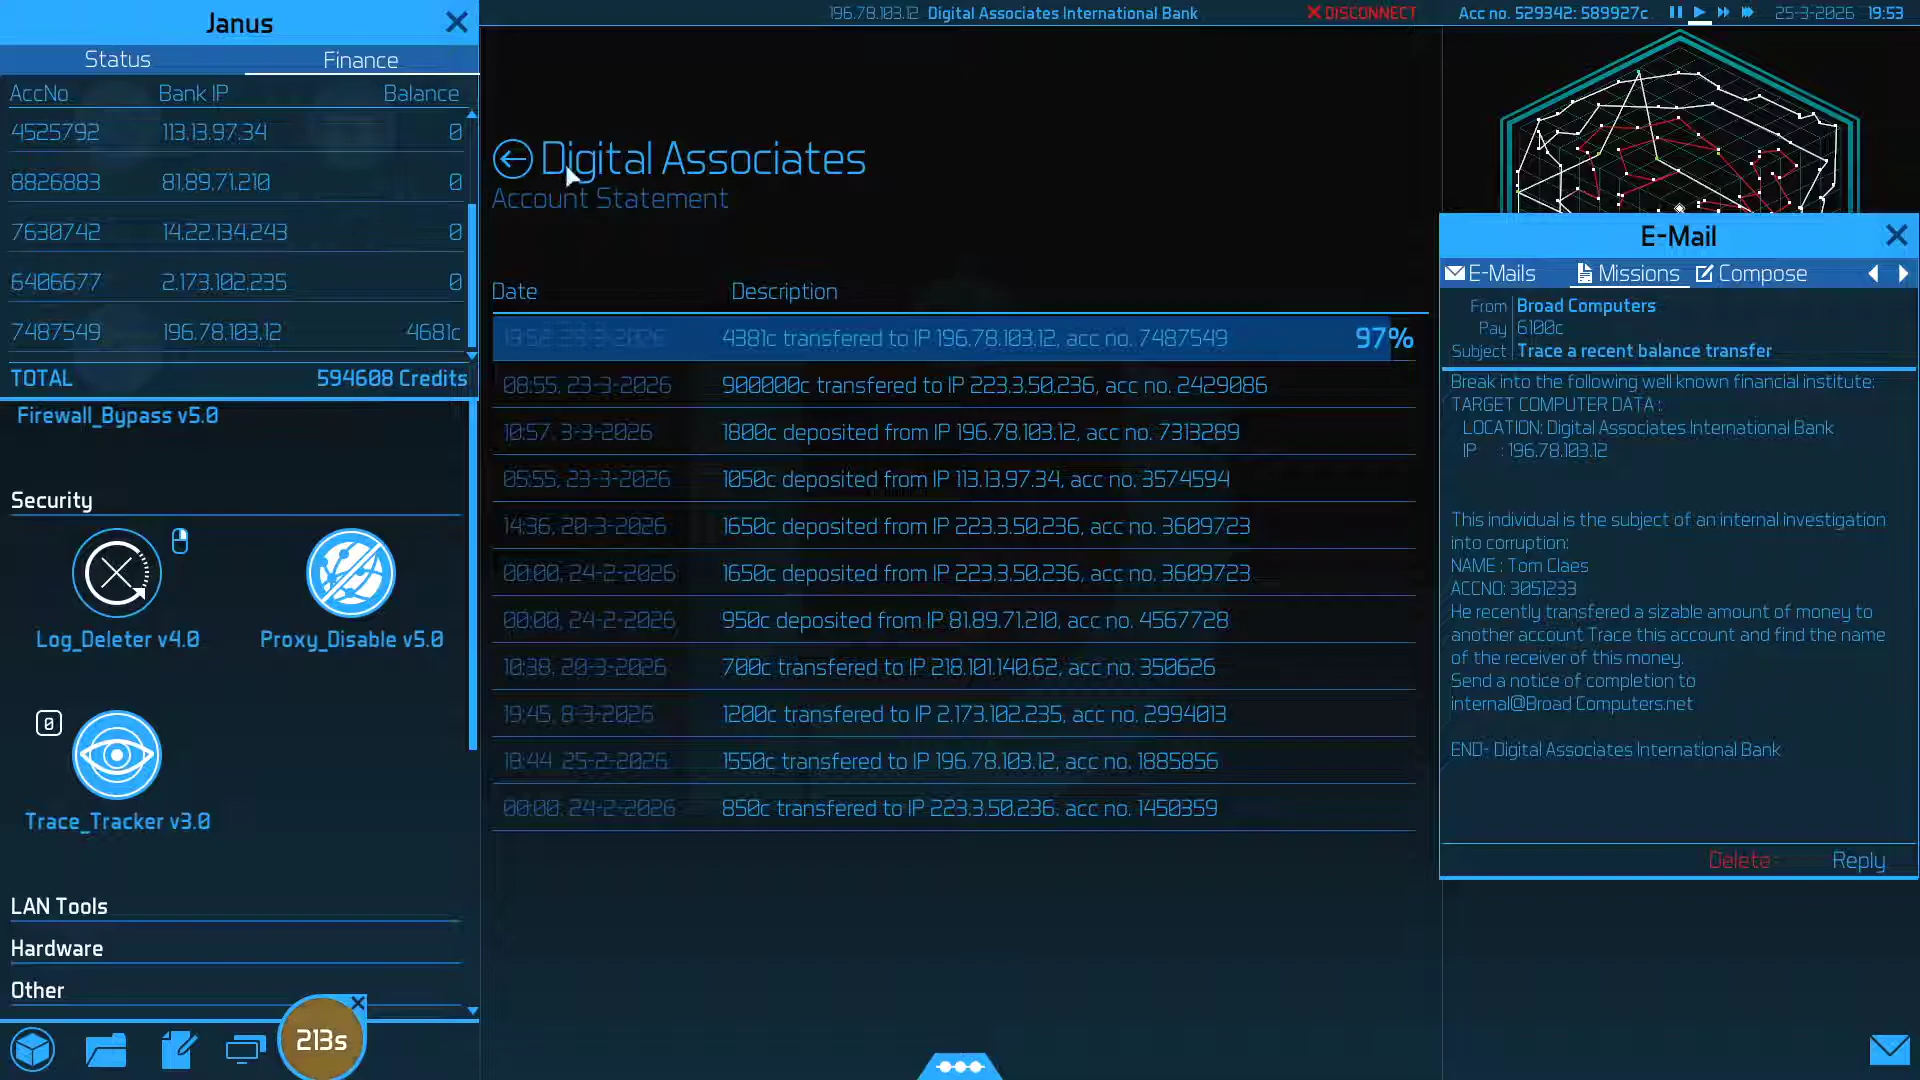 Janus
Status Finance
AccNo Bank IP Balance
4525792 113.13.97.34 0
8826883 81.89.71.210 0
7630742 14.22.134.243 0
6406677 2.173.102.235 0
7487549 196.78.103.12 4681c
TOTAL 594608 Credits
Firewall_Bypass v5.0
Security
Log_Deleter v4.0 Proxy_Disable v5.0
0
Trace_Tracker v3.0
LAN Tools
Hardware
Other
213s
196.78.103.12 Digital Associates International Bank DISCONNECT
Digital Associates
Account Statement
Date Description
4381c transfered to IP 196.78.103.12, acc no. 7487549 97%
08:55, 23-3-2026 900000c transfered to IP 223.3.50.236, acc no. 2429086
10:57, 3-3-2026 1800c deposited from IP 196.78.103.12, acc no. 7313289
05:55, 23-3-2026 1050c deposited from IP 113.13.97.34, acc no. 3574594
14:36, 20-3-2026 1650c deposited from IP 223.3.50.236, acc no. 3609723
00:00, 24-2-2026 1650c deposited from IP 223.3.50.236, acc no. 3609723
00:00, 24-2-2026 950c deposited from IP 81.89.71.210, acc no. 4567728
10:38, 20-3-2026 700c transfered to IP 218.101.140.62, acc no. 350626
19:45, 8-3-2026 1200c transfered to IP 2.173.102.235, acc no. 2994013
18:44, 25-2-2026 1550c transfered to IP 196.78.103.12, acc no. 1885856
00:00, 24-2-2026 850c transfered to IP 223.3.50.236, acc no. 1450359
Acc no. 529342: 589927c 25-3-2026 19:53
E-Mail
E-Mails Missions Compose
From Broad Computers
Pay 6100c
Subject Trace a recent balance transfer
Break into the following well known financial institute:
TARGET COMPUTER DATA :
LOCATION: Digital Associates International Bank
IP : 196.78.103.12
This individual is the subject of an internal investigation
into corruption:
NAME : Tom Claes
ACCNO: 3051233
He recently transfered a sizable amount of money to
another account Trace this account and find the name
of the receiver of this money.
Send a notice of completion to
internal@Broad Computers.net
END- Digital Associates International Bank
Delete Reply